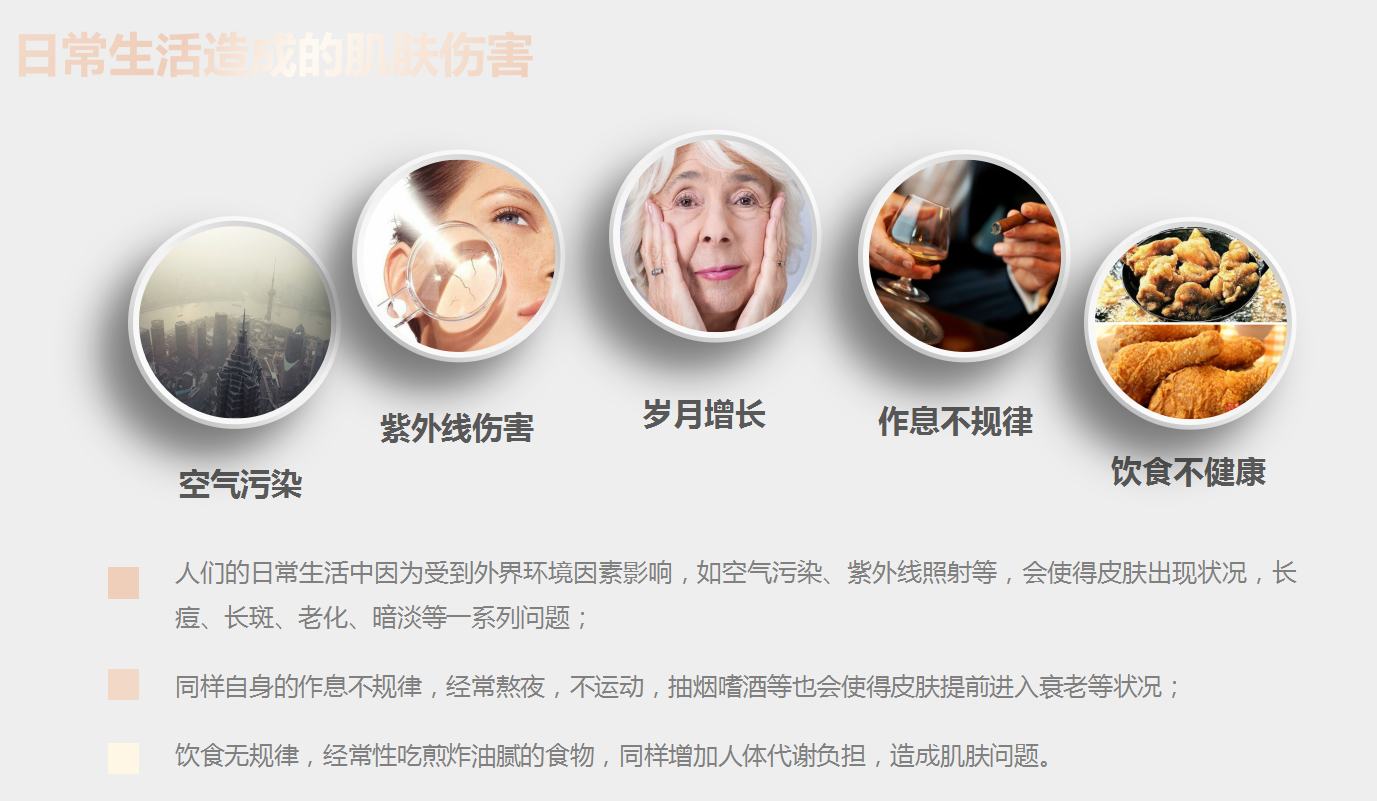 日常生活造成的肌肤伤害
空气污染
紫外线伤害
岁月增长
作息不规律
饮食不健康
人们的日常生活中因为受到外界环境因素影响，如空气污染、紫外线照射等，会使得皮肤出现状况，长
痘、长斑、老化、暗淡等一系列问题；
同样自身的作息不规律，经常熬夜，不运动，抽烟嗜酒等也会使得皮肤提前进入衰老等状况；
饮食无规律，经常性吃煎炸油腻的食物，同样增加人体代谢负担，造成肌肤问题。